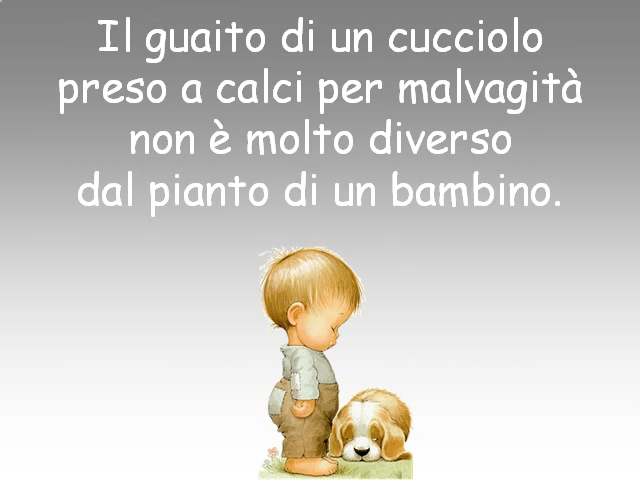 Il guaito di un cucciolo
preso a calci per malvagità
non è molto diverso
dal pianto di un bambino.